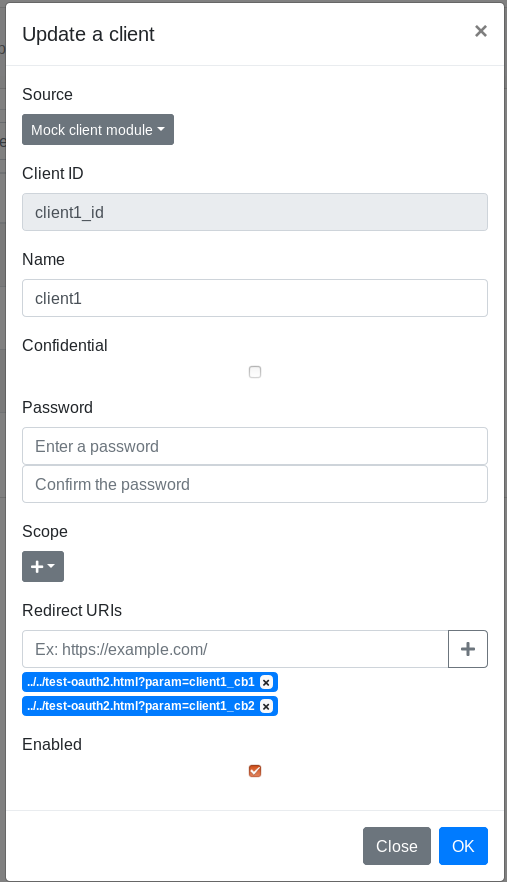 Update a client
×
Source
Mock client module
Client ID
client1_id
Name
client1
Confidential
Password
Enter a password
Confirm the password
Scope
+
Redirect URIs
Ex: https://example.com/
+
../../test-oauth2.html?param=client1_cb1
../../test-oauth2.html?param=client1_cb2
Enabled
Close OK